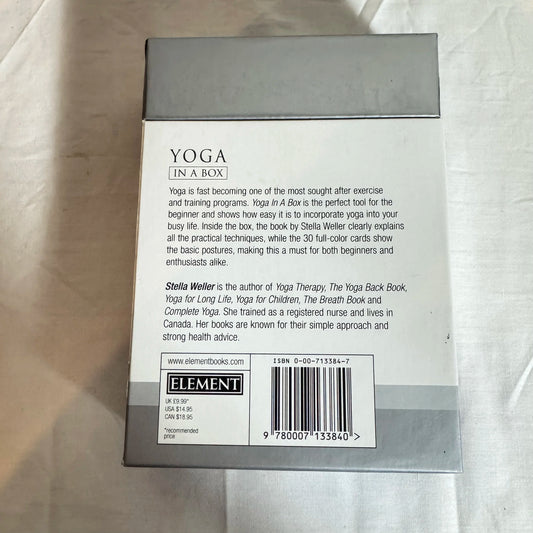 YOGA
IN A BOX
Yoga is fast becoming one of the most sought after exercise
and training programs. Yoga In A Box is the perfect tool for the
beginner and shows how easy it is to incorporate yoga into your
busy life. Inside the box, the book by Stella Weller clearly explains
all the practical techniques, while the 30 full-color cards show
the basic postures, making this a must for both beginners and
enthusiasts alike.
Stella Weller is the author of Yoga Therapy, The Yoga Back Book,
Yoga for Long Life, Yoga for Children, The Breath Book and
Complete Yoga. She trained as a registered nurse and lives in
Canada. Her books are known for their simple approach and
strong health advice.
www.elementbooks.com
ELEMENT
UK £9.99*
USA $14.95
CAN $18.95
*recommended
price
ISBN 0-00-713384-7
9 780007 133840 >